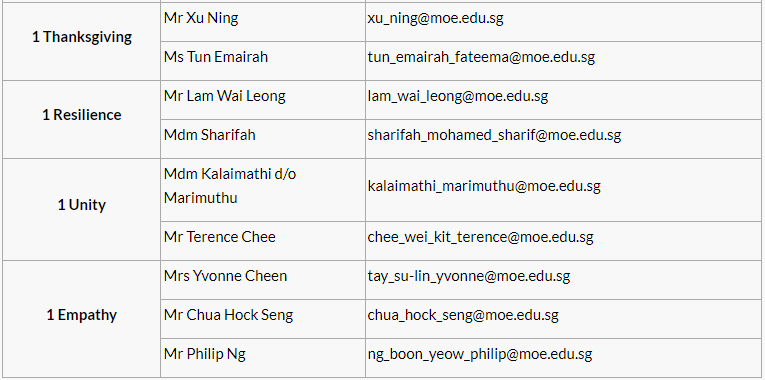 1 Thanksgiving
Mr Xu Ning
xu_ning@moe.edu.sg
Ms Tun Emairah
tun_emairah_fateema@moe.edu.sg
1 Resilience
Mr Lam Wai Leong
lam_wai_leong@moe.edu.sg
Mdm Sharifah
sharifah_mohamed_sharif@moe.edu.sg
1 Unity
Mdm Kalaimathi d/o
Marimuthu
kalaimathi_marimuthu@moe.edu.sg
Mr Terence Chee
chee_wei_kit_terence@moe.edu.sg
1 Empathy
Mrs Yvonne Cheen
tay_su-lin_yvonne@moe.edu.sg
Mr Chua Hock Seng
chua_hock_seng@moe.edu.sg
Mr Philip Ng
ng_boon_yeow_philip@moe.edu.sg